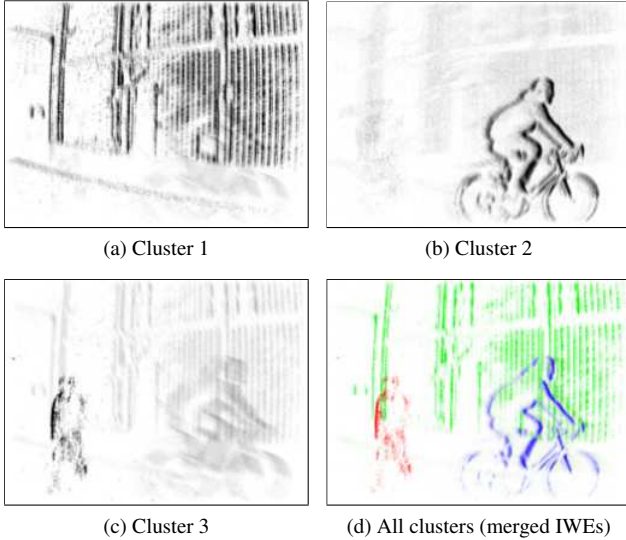 (a) Cluster 1
(b) Cluster 2
(c) Cluster 3
(d) All clusters (merged IWEs)